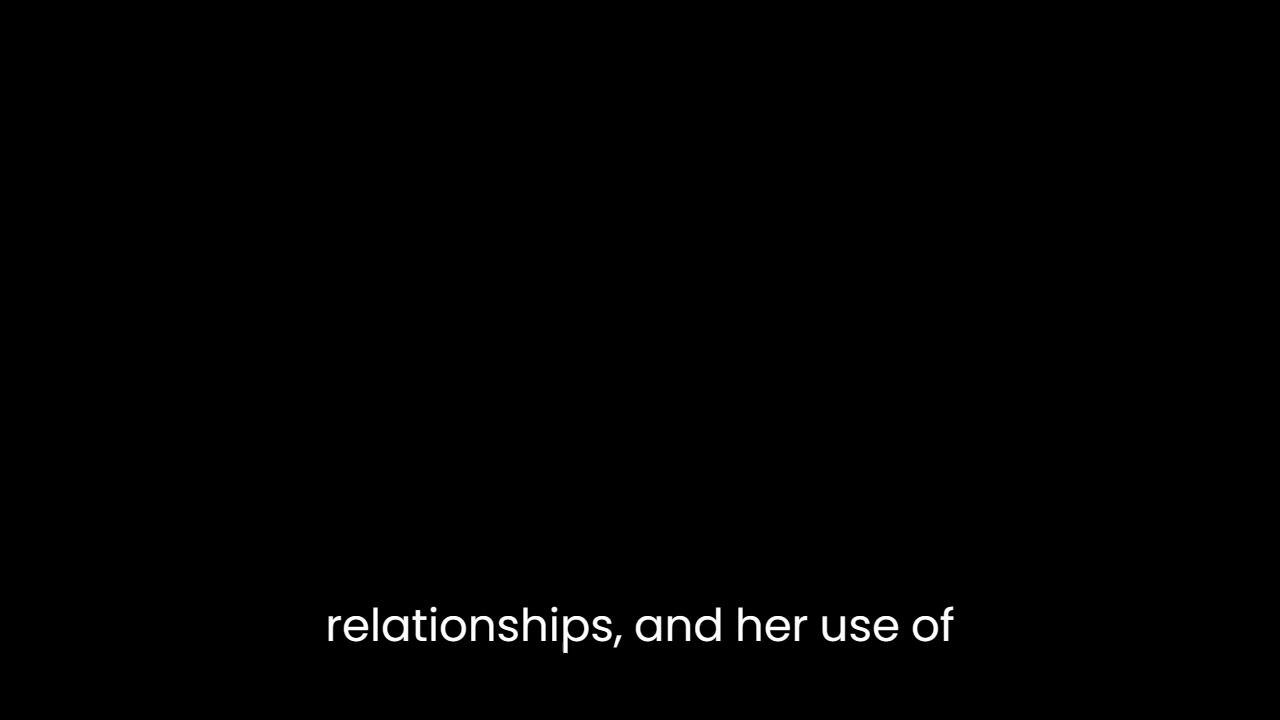 relationships, and her use of